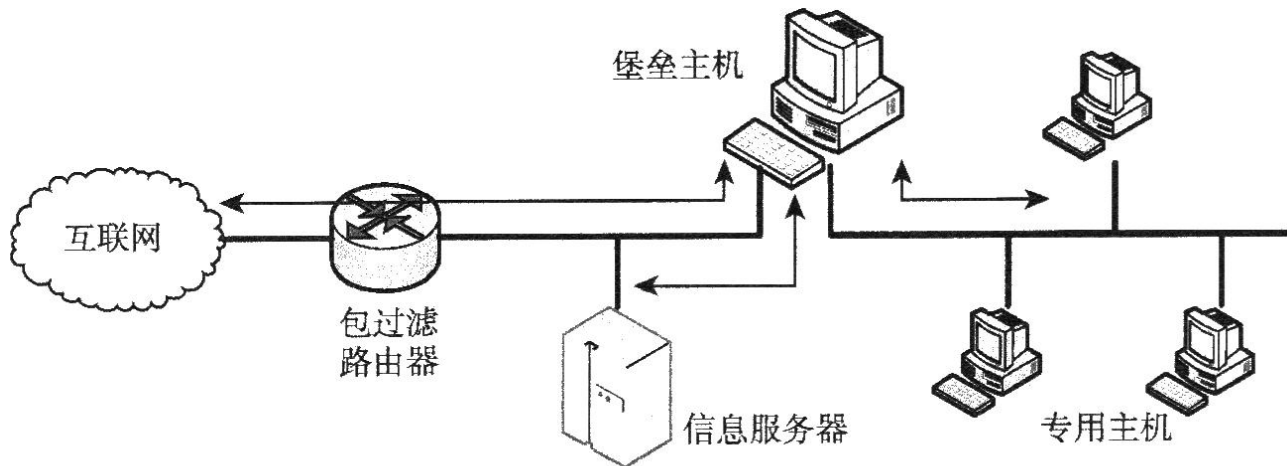 堡垒主机
互联网
包过滤
路由器
信息服务器
专用主机